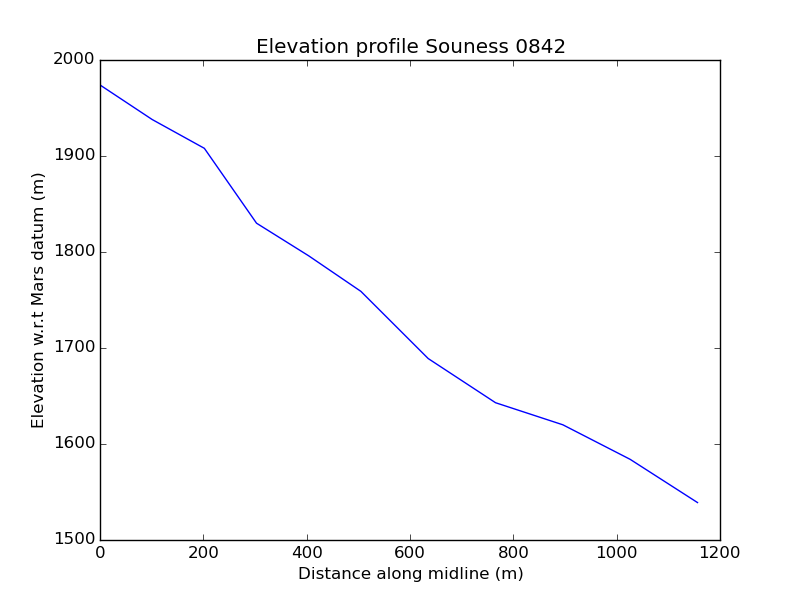 Elevation profile Souness 0842
Elevation w.r.t Mars datum (m)
2000
1900
1800
1700
1600
1500
0 200 400 600 800 1000 1200
Distance along midline (m)